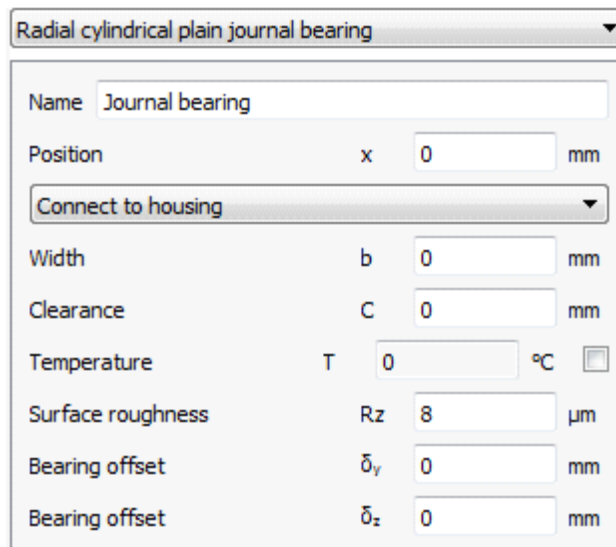 Radial cylindrical plain journal bearing
Name Journal bearing
Position x 0 mm
Connect to housing
Width b 0 mm
Clearance C 0 mm
Temperature T 0 °C
Surface roughness Rz 8 μm
Bearing offset δy 0 mm
Bearing offset δz 0 mm